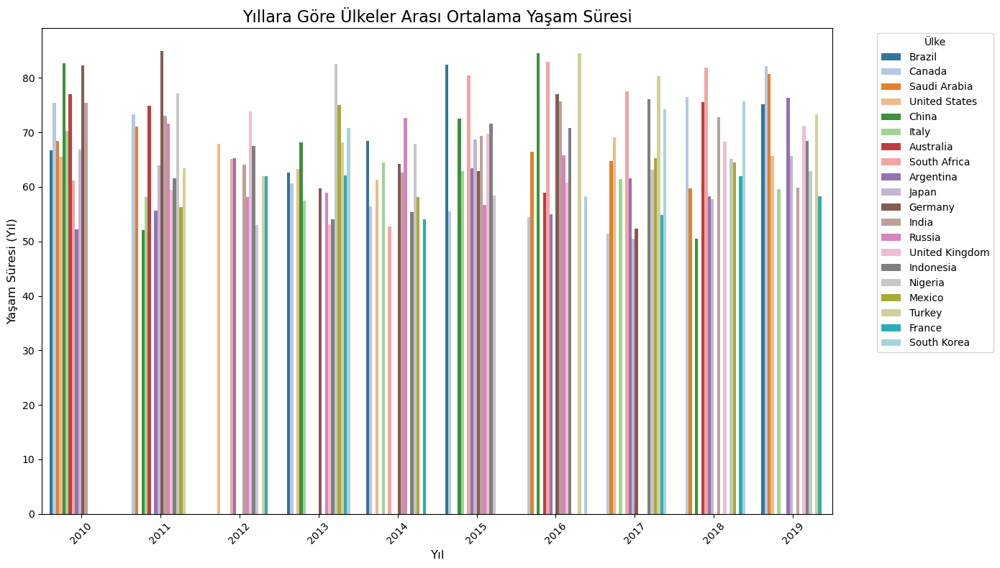 Yıllara Göre Ülkeler Arası Ortalama Yaşam Süresi
Yaşam Süresi (Yıl)
80
70
60
50
40
30
20
10
0
2010
2011
2012
2013
2014
2015
2016
2017
2018
2019
Yıl
Ülke
Brazil
Canada
Saudi Arabia
United States
China
Italy
Australia
South Africa
Argentina
Japan
Germany
India
Russia
United Kingdom
Indonesia
Nigeria
Mexico
Turkey
France
South Korea